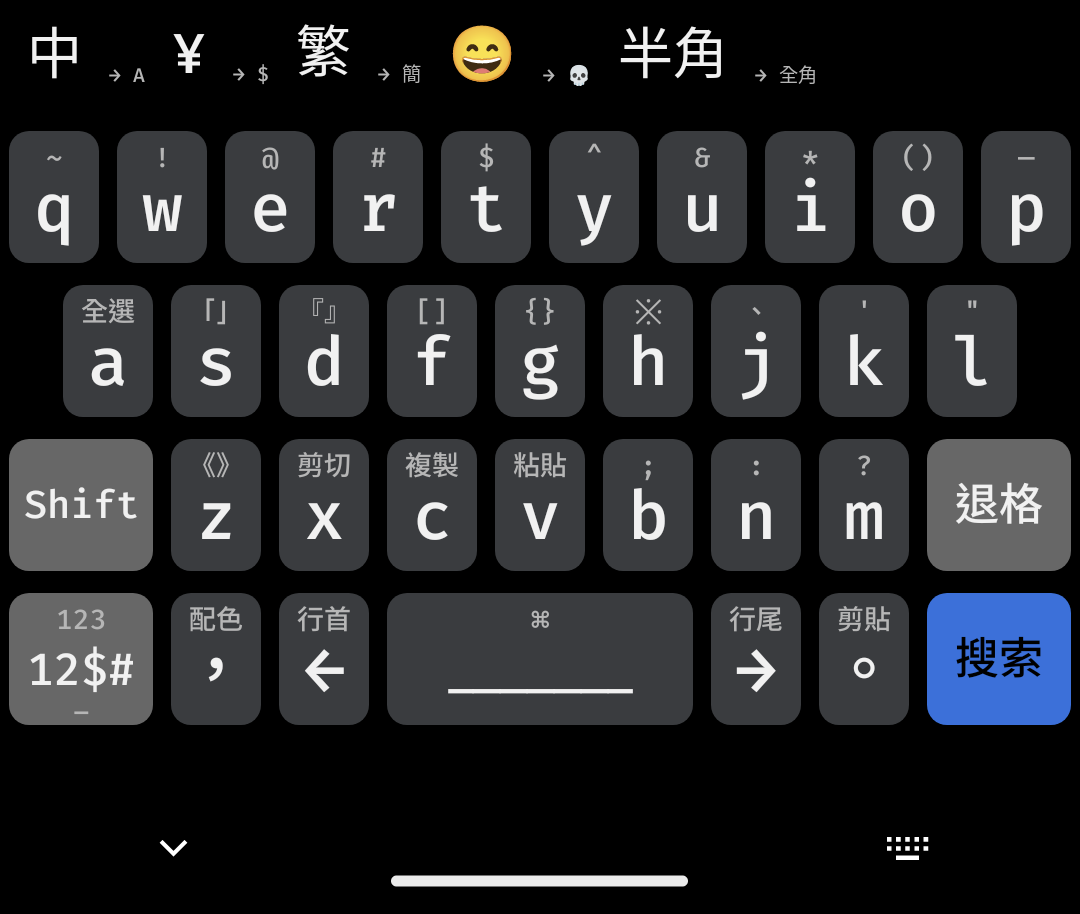 中 → A ¥ → $ 繁 → 簡 😄 → 💀 半角 → 全角
~ ! @ # $ ^ & * () —
q w e r t y u i o p
全選 「」 『』 [] {} ※ 、 ' "
a s d f g h j k l
《》 剪切 複製 粘貼 ; : ?
Shift z x c v b n m 退格
123 配色 行首 ⌘ 行尾 剪貼
12$# , ← → 。 搜索
—